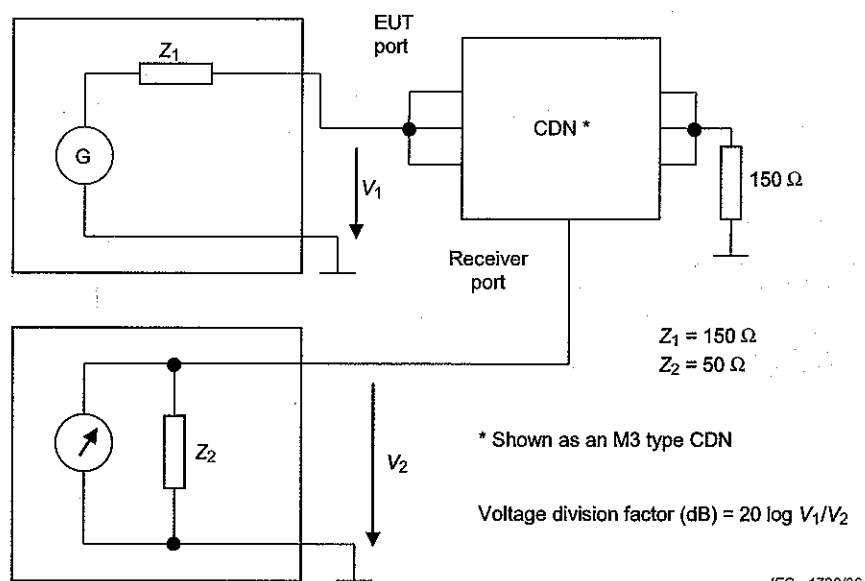 EUT
port
Z1
CDN *
G
V1
150 Ω
Receiver
port
Z1 = 150 Ω
Z2 = 50 Ω
Z2
V2
* Shown as an M3 type CDN
Voltage division factor (dB) = 20 log V1/V2